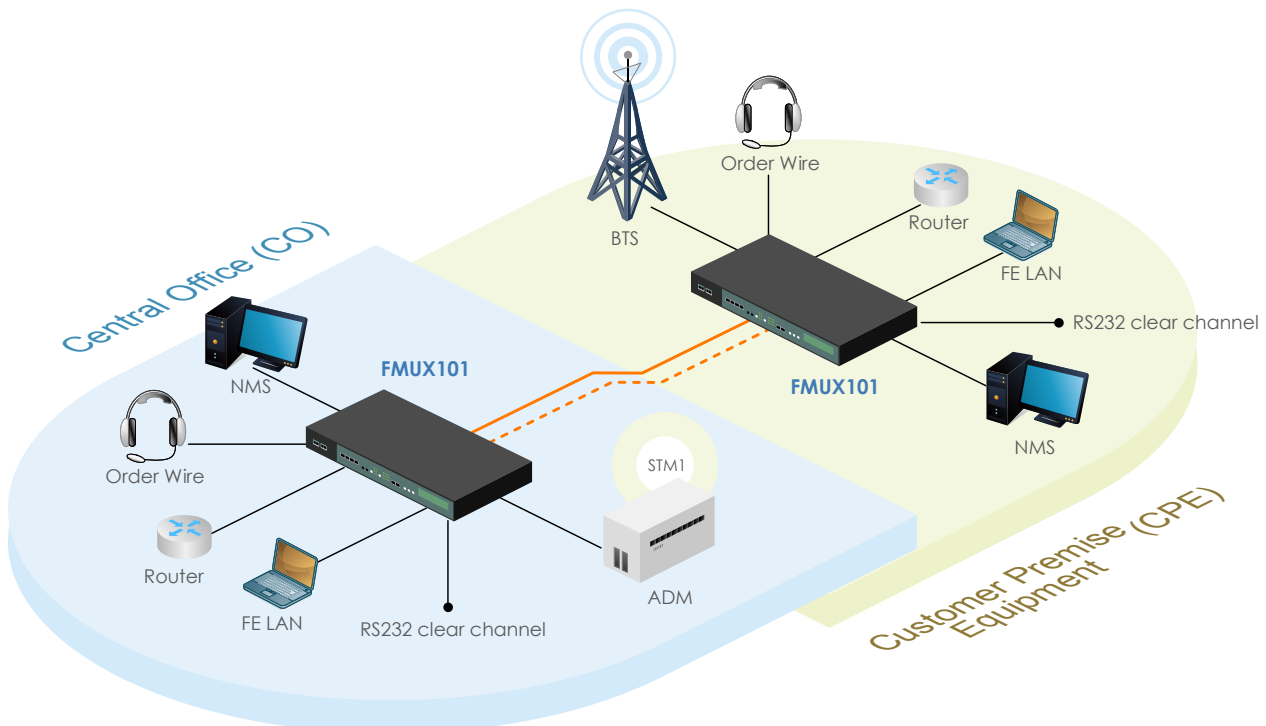 Order Wire
Router
BTS
FE LAN
RS232 clear channel
FMUX101
NMS
Central Office (CO)
NMS
FMUX101
Order Wire
STM1
Router
ADM
FE LAN
RS232 clear channel
Customer Premise (CPE)
Equipment